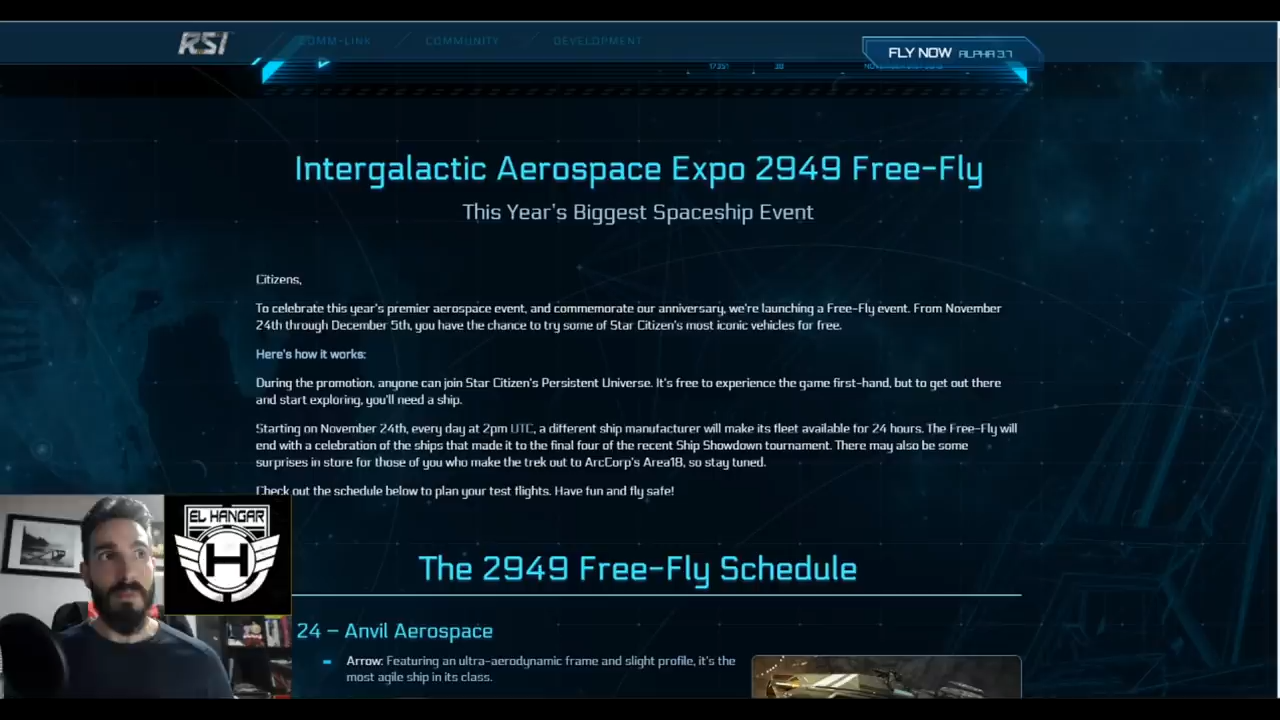 RSI
COMM-LINK
COMMUNITY
DEVELOPMENT
FLY NOW ALPHA 3.7
17351
Intergalactic Aerospace Expo 2949 Free-Fly
This Year's Biggest Spaceship Event
Citizens,
To celebrate this year's premier aerospace event, and commemorate our anniversary, we're launching a Free-Fly event. From November
24th through December 5th, you have the chance to try some of Star Citizen's most iconic vehicles for free.
Here's how it works:
During the promotion, anyone can join Star Citizen's Persistent Universe. It's free to experience the game first-hand, but to get out there
and start exploring, you'll need a ship.
Starting on November 24th, every day at 2pm UTC, a different ship manufacturer will make its fleet available for 24 hours. The Free-Fly will
end with a celebration of the ships that made it to the final four of the recent Ship Showdown tournament. There may also be some
surprises in store for those of you who make the trek out to ArcCorp's Area18, so stay tuned.
Check out the schedule below to plan your test flights. Have fun and fly safe!
EL HANGAR
H
The 2949 Free-Fly Schedule
24 – Anvil Aerospace
Arrow: Featuring an ultra-aerodynamic frame and slight profile, it's the
most agile ship in its class.